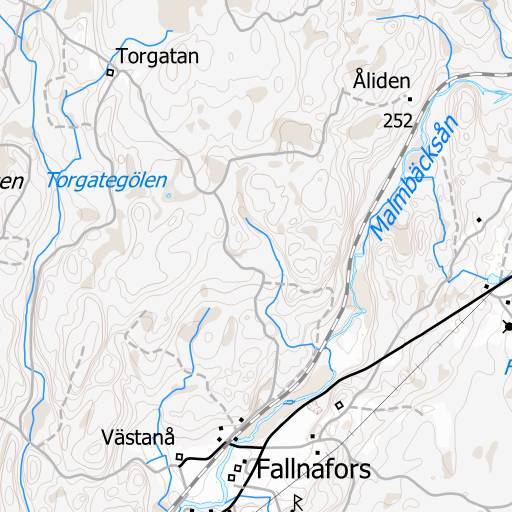 Torgatan
Åliden
252
Malmbäcksån
en
Torgategölen
F
Västanå
Fallnafors